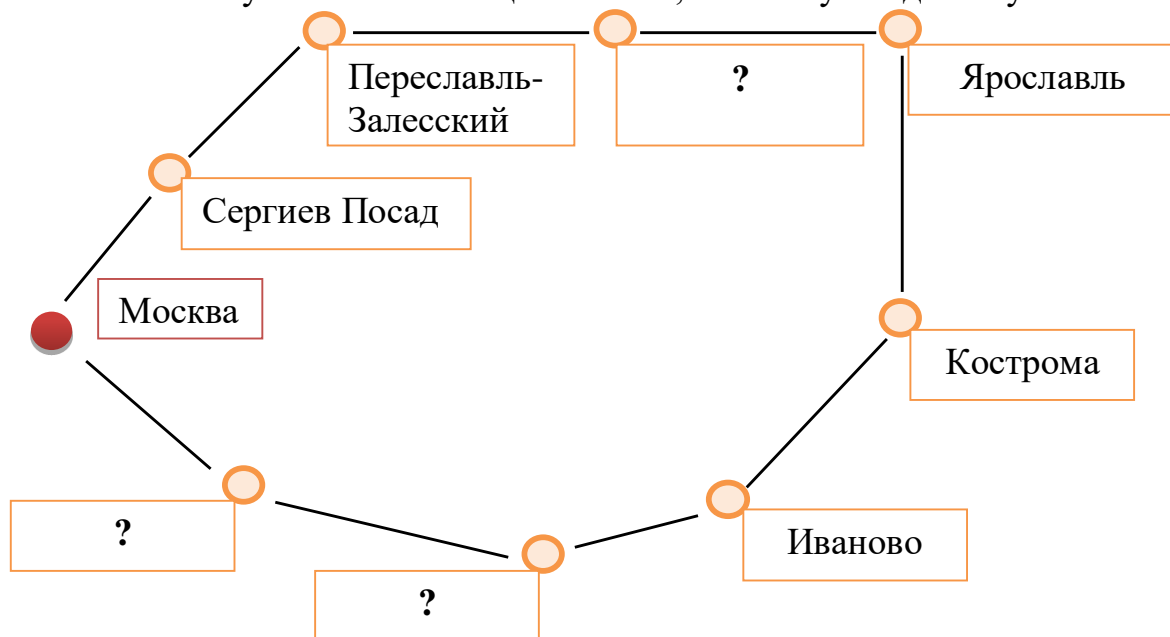 Переславль-
Залесский
?
Ярославль
Сергиев Посад
Москва
Кострома
?
Иваново
?